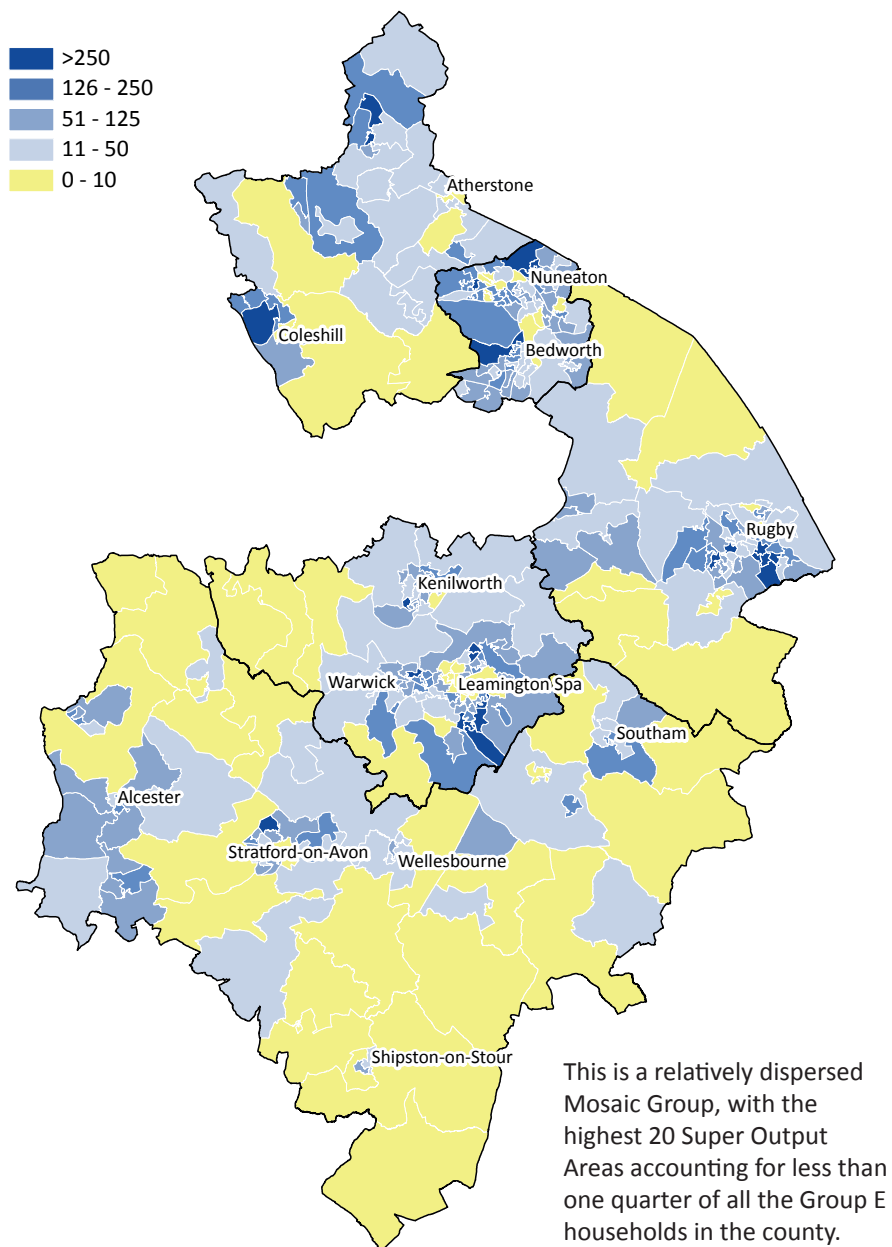 >250
126 - 250
51 - 125
11 - 50
0 - 10
Atherstone
Nuneaton
Coleshill
Bedworth
Rugby
Kenilworth
Warwick
Leamington Spa
Southam
Alcester
Stratford-on-Avon
Wellesbourne
Shipston-on-Stour
This is a relatively dispersed
Mosaic Group, with the
highest 20 Super Output
Areas accounting for less than
one quarter of all the Group E
households in the county.